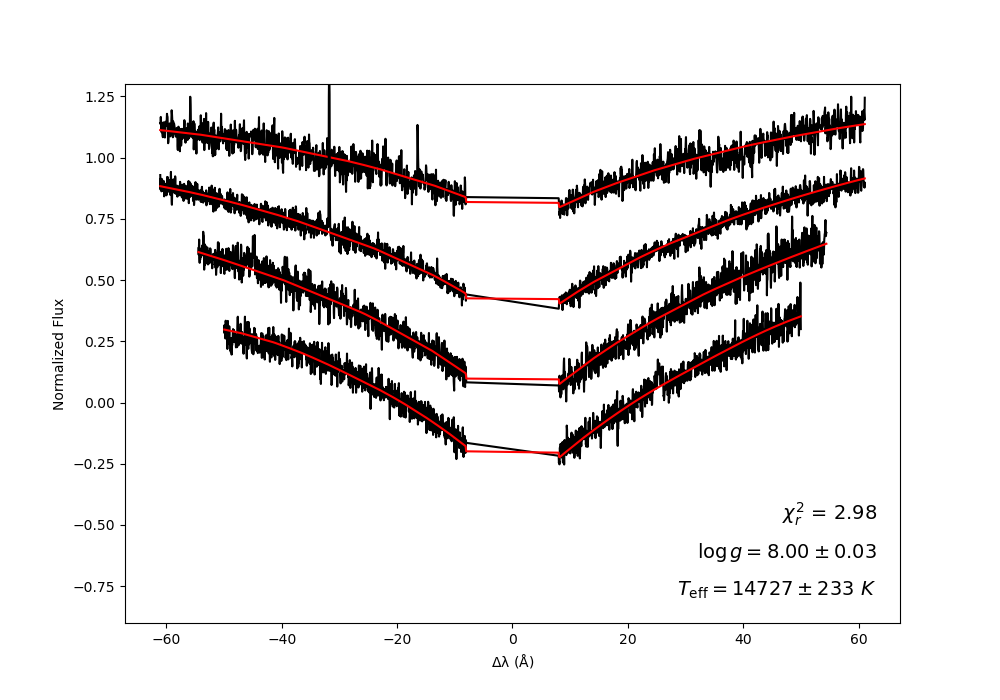 1.25
1.00
0.75
0.50
0.25
0.00
−0.25
−0.50
−0.75
Normalized Flux
χ²ᵣ = 2.98
log g = 8.00 ± 0.03
T_eff = 14727 ± 233 K
−60 −40 −20 0 20 40 60
Δλ (Å)